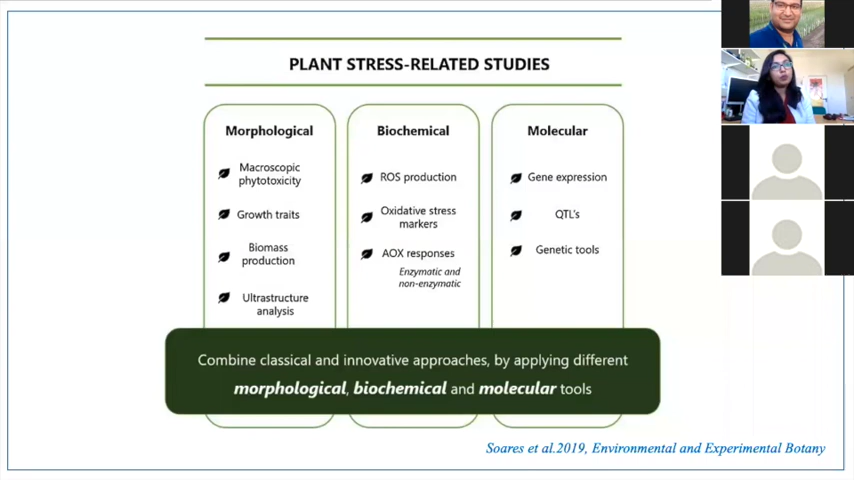 PLANT STRESS-RELATED STUDIES
Morphological
Macroscopic
phytotoxicity
Growth traits
Biomass
production
Ultrastructure
analysis
Biochemical
ROS production
Oxidative stress
markers
AOX responses
Enzymatic and
non-enzymatic
Molecular
Gene expression
QTL's
Genetic tools
Combine classical and innovative approaches, by applying different
morphological, biochemical and molecular tools
Soares et al.2019, Environmental and Experimental Botany